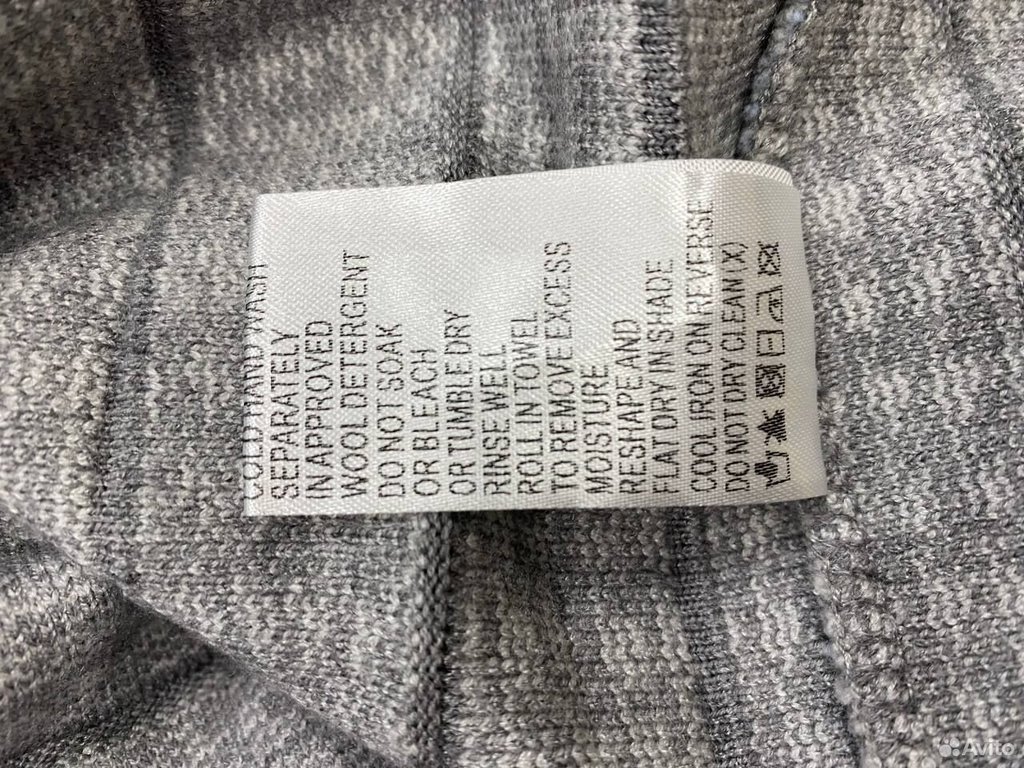 COLD HAND WASH
SEPARATELY
IN APPROVED
WOOL DETERGENT
DO NOT SOAK
OR BLEACH
OR TUMBLE DRY
RINSE WELL
ROLL IN TOWEL
TO REMOVE EXCESS
MOISTURE
RESHAPE AND
FLAT DRY IN SHADE
COOL IRON ON REVERSE
DO NOT DRY CLEAN (X)
Avito